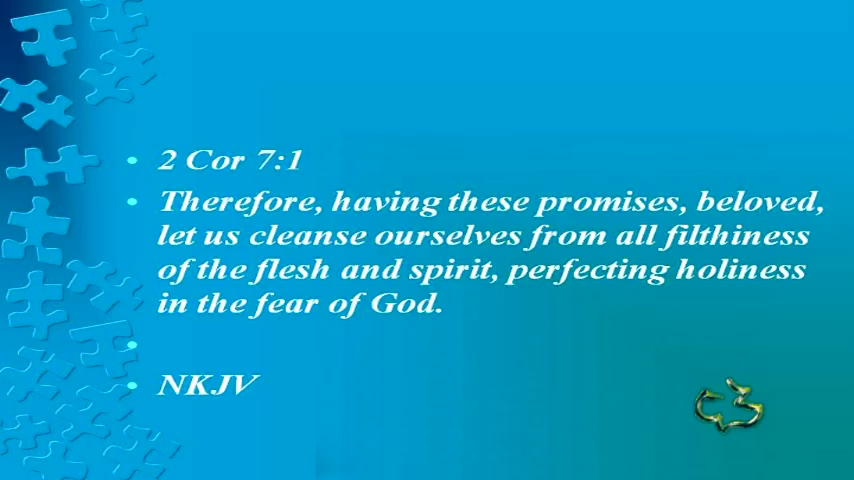 2 Cor 7:1
Therefore, having these promises, beloved,
let us cleanse ourselves from all filthiness
of the flesh and spirit, perfecting holiness
in the fear of God.
NKJV